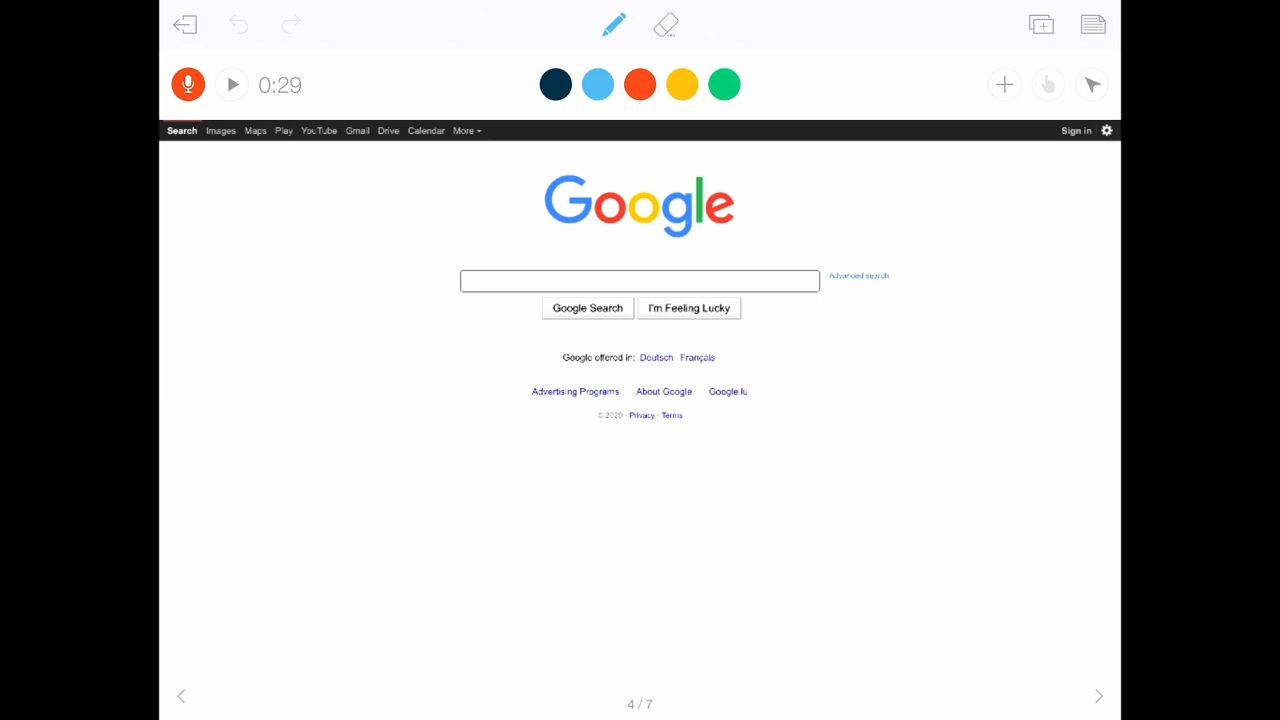 0:29
Search Images Maps Play YouTube Gmail Drive Calendar More Sign in
Google
Advanced search
Google Search I'm Feeling Lucky
Google offered in: Deutsch Français
Advertising Programs About Google Google lu
© 2020 - Privacy - Terms
4 / 7